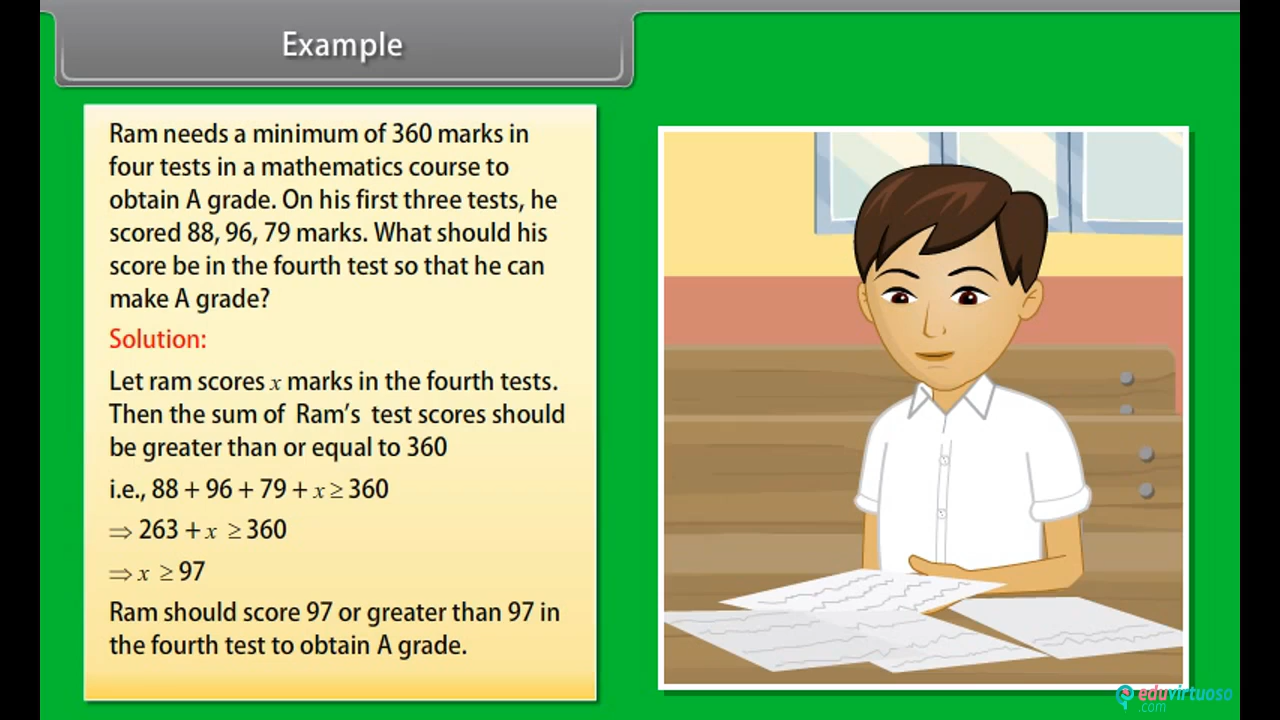 Example
Ram needs a minimum of 360 marks in
four tests in a mathematics course to
obtain A grade. On his first three tests, he
scored 88, 96, 79 marks. What should his
score be in the fourth test so that he can
make A grade?
Solution:
Let ram scores x marks in the fourth tests.
Then the sum of Ram's test scores should
be greater than or equal to 360
i.e., 88 + 96 + 79 + x ≥ 360
⇒ 263 + x ≥ 360
⇒ x ≥ 97
Ram should score 97 or greater than 97 in
the fourth test to obtain A grade.
eduvirtuoso
.com